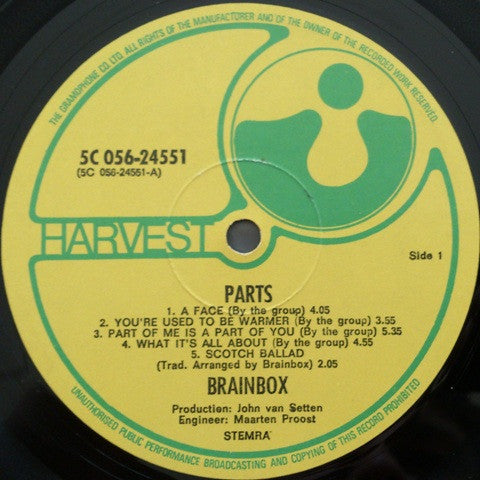 THE GRAMOPHONE CO. LTD. ALL RIGHTS OF THE MANUFACTURER AND OF THE OWNER OF THE RECORDED WORK RESERVED.
5C 056-24551
(5C 056-24551-A)
HARVEST
Side 1
PARTS
1. A FACE (By the group) 4.05
2. YOU'RE USED TO BE WARMER (By the group) 3.55
3. PART OF ME IS A PART OF YOU (By the group) 5.35
4. WHAT IT'S ALL ABOUT (By the group) 4.55
5. SCOTCH BALLAD
(Trad. Arranged by Brainbox) 2.05
BRAINBOX
Production: John van Setten
Engineer: Maarten Proost
STEMRA
UNAUTHORISED PUBLIC PERFORMANCE BROADCASTING AND COPYING OF THIS RECORD PROHIBITED